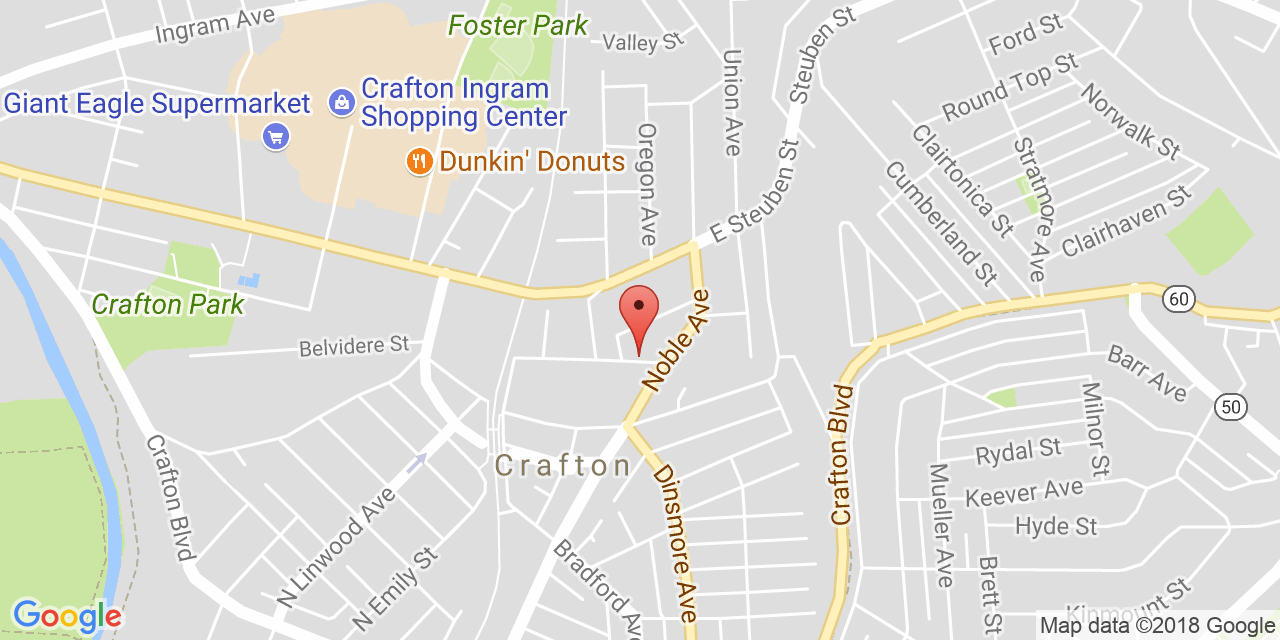 Ingram Ave
Foster Park
Valley St
Steuben St
Ford St
Round Top St
Union Ave
Giant Eagle Supermarket
Crafton Ingram
Shopping Center
Norwalk St
Dunkin' Donuts
Oregon Ave
Clairtonica St
Stratmore Ave
Cumberland St
E Steuben St
Clairhaven St
Crafton Park
60
Belvidere St
Noble Ave
Barr Ave
50
Crafton Blvd
Milnor St
Crafton
Rydal St
Crafton Blvd
Dinsmore Ave
Keever Ave
Mueller Ave
Hyde St
N Linwood Ave
N Emily St
Bradford Ave
Brett St
Kinmount St
Google
Map data ©2018 Google